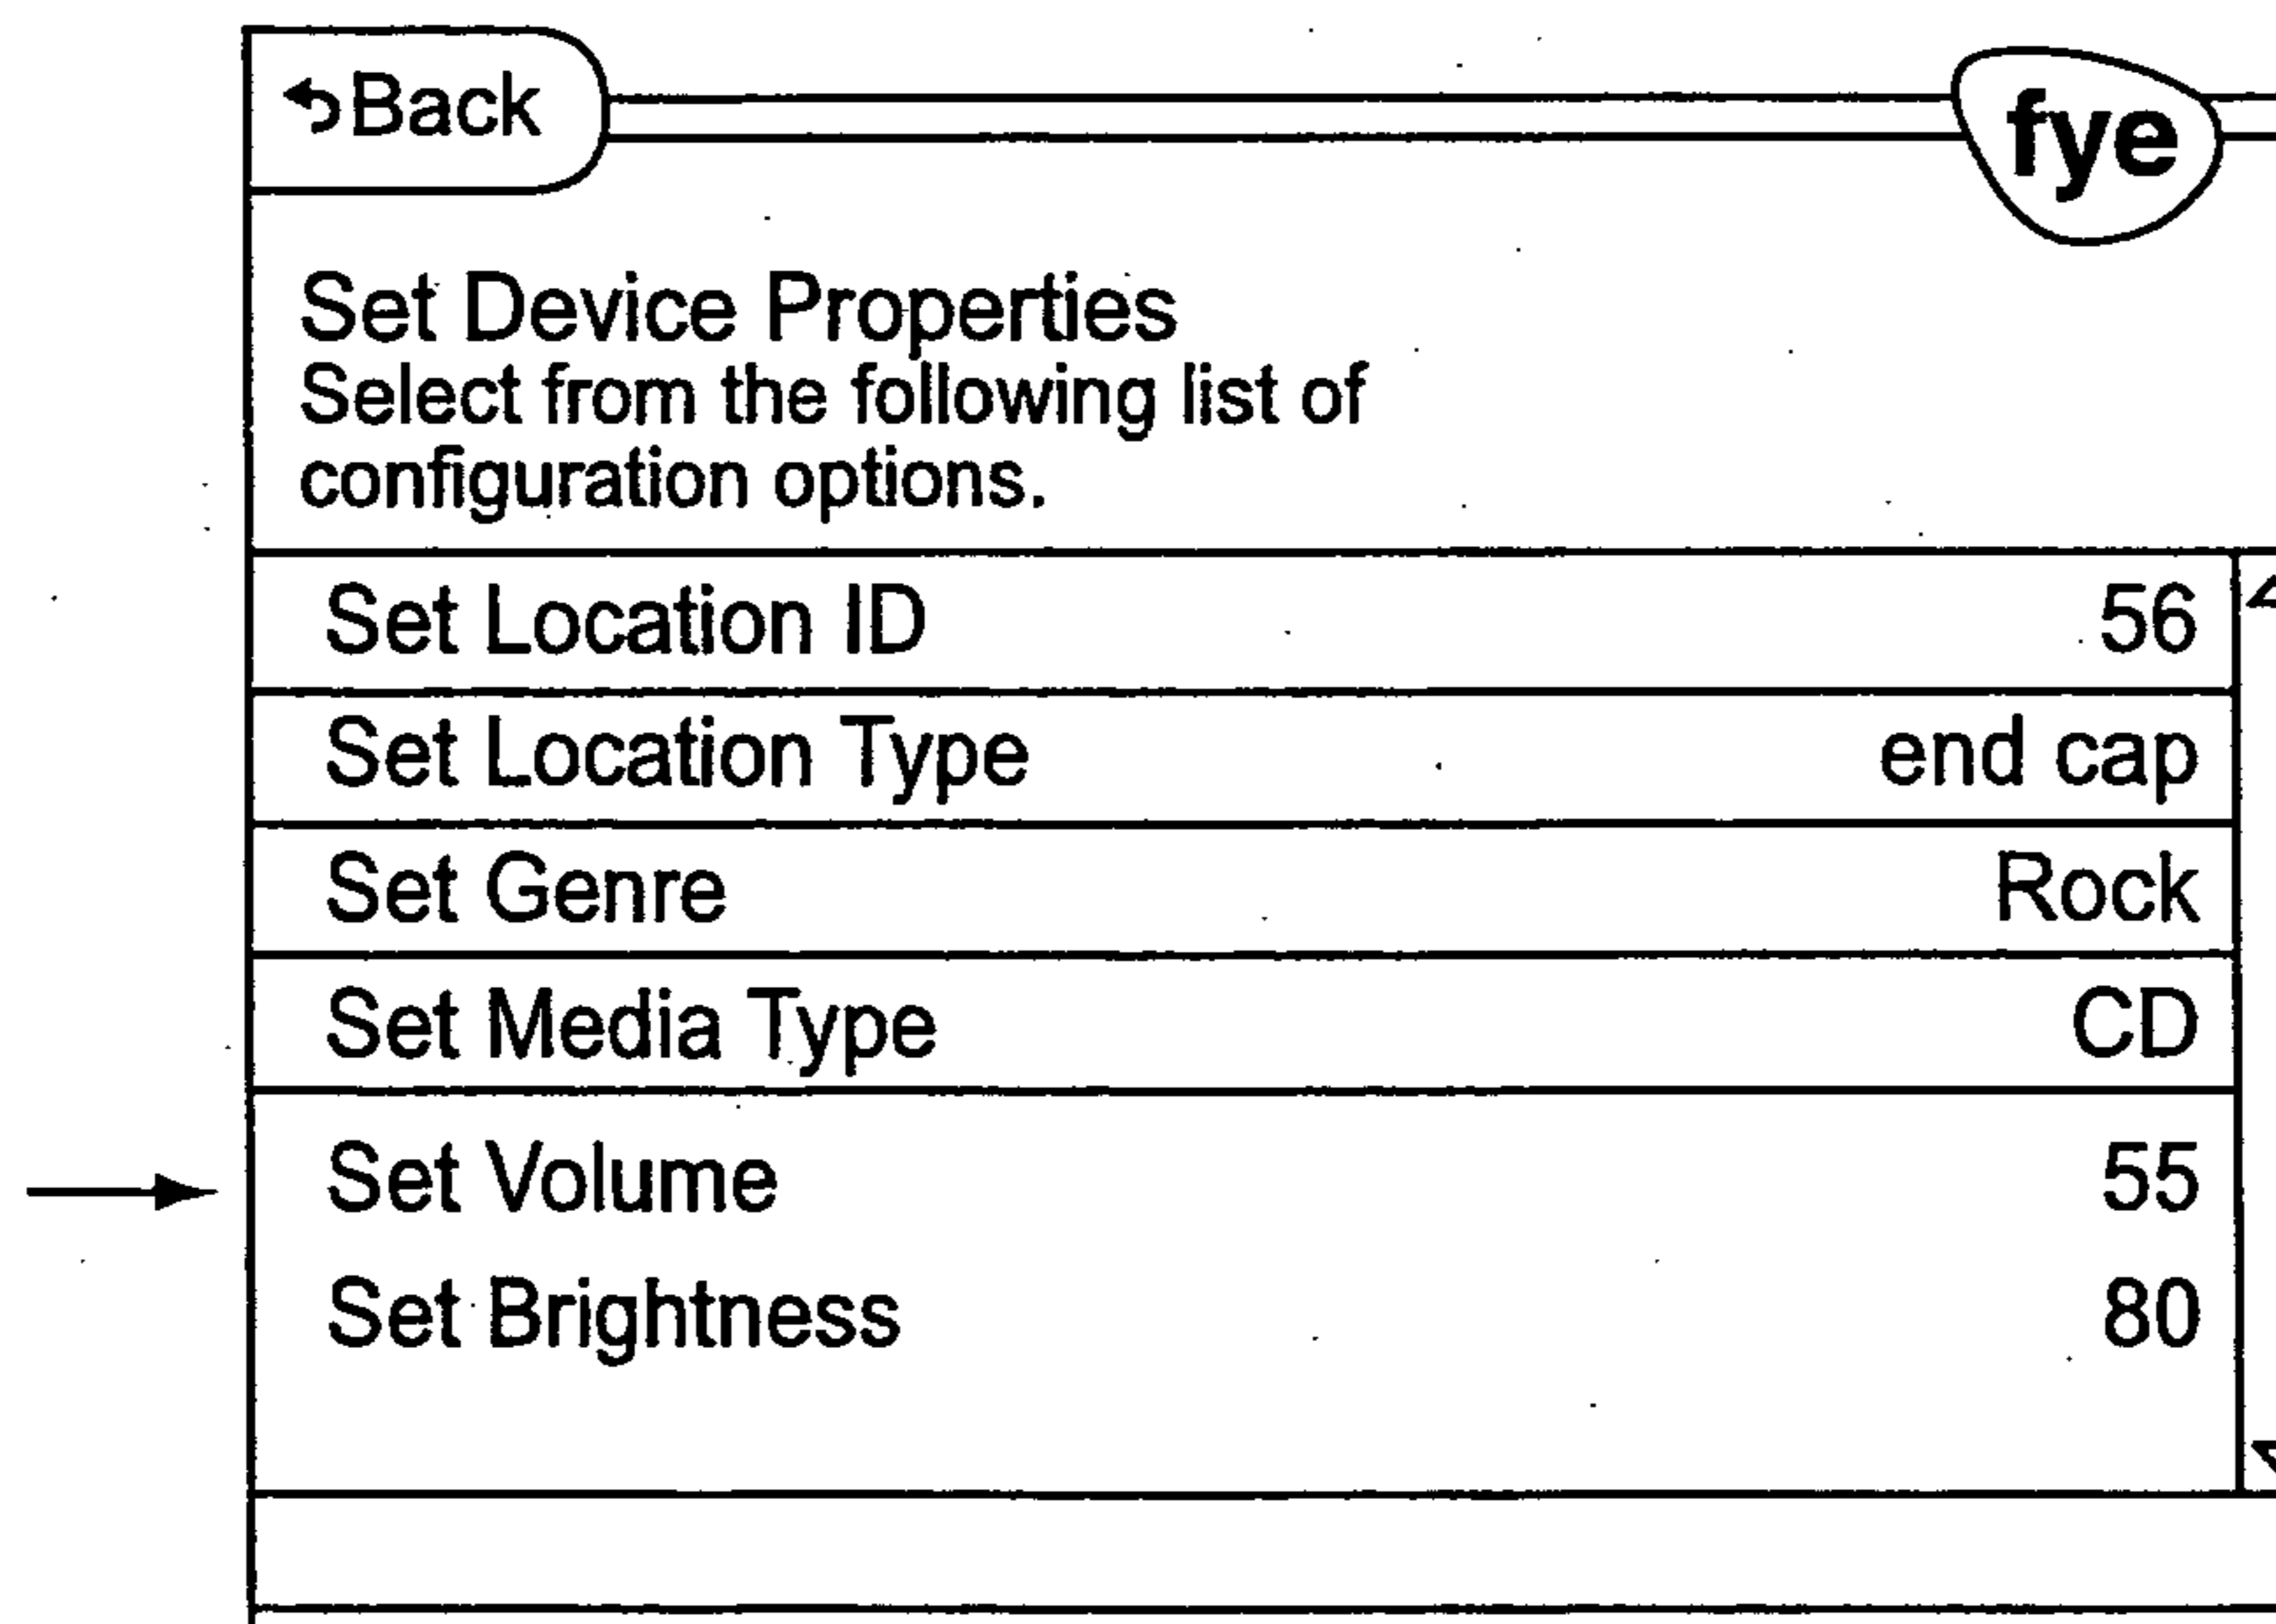 Back
fye
Set Device Properties
Select from the following list of
configuration options.
Set Location ID 56
Set Location Type end cap
Set Genre Rock
Set Media Type CD
Set Volume 55
Set Brightness 80